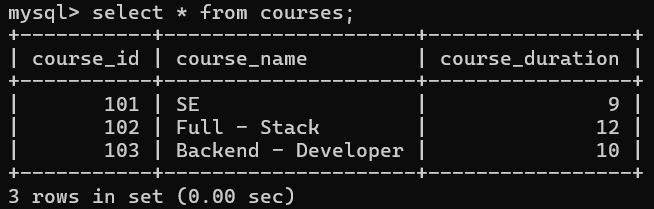 mysql> select * from courses;
+-----------+--------------------+-----------------+
| course_id | course_name        | course_duration |
+-----------+--------------------+-----------------+
|       101 | SE                 |               9 |
|       102 | Full - Stack       |              12 |
|       103 | Backend - Developer |              10 |
+-----------+--------------------+-----------------+
3 rows in set (0.00 sec)